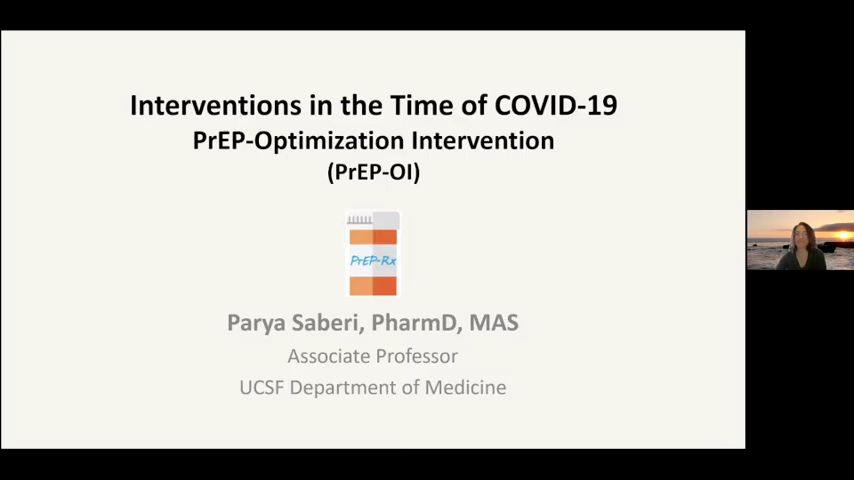 Interventions in the Time of COVID-19
PrEP-Optimization Intervention
(PrEP-OI)
PrEP-Rx
Parya Saberi, PharmD, MAS
Associate Professor
UCSF Department of Medicine